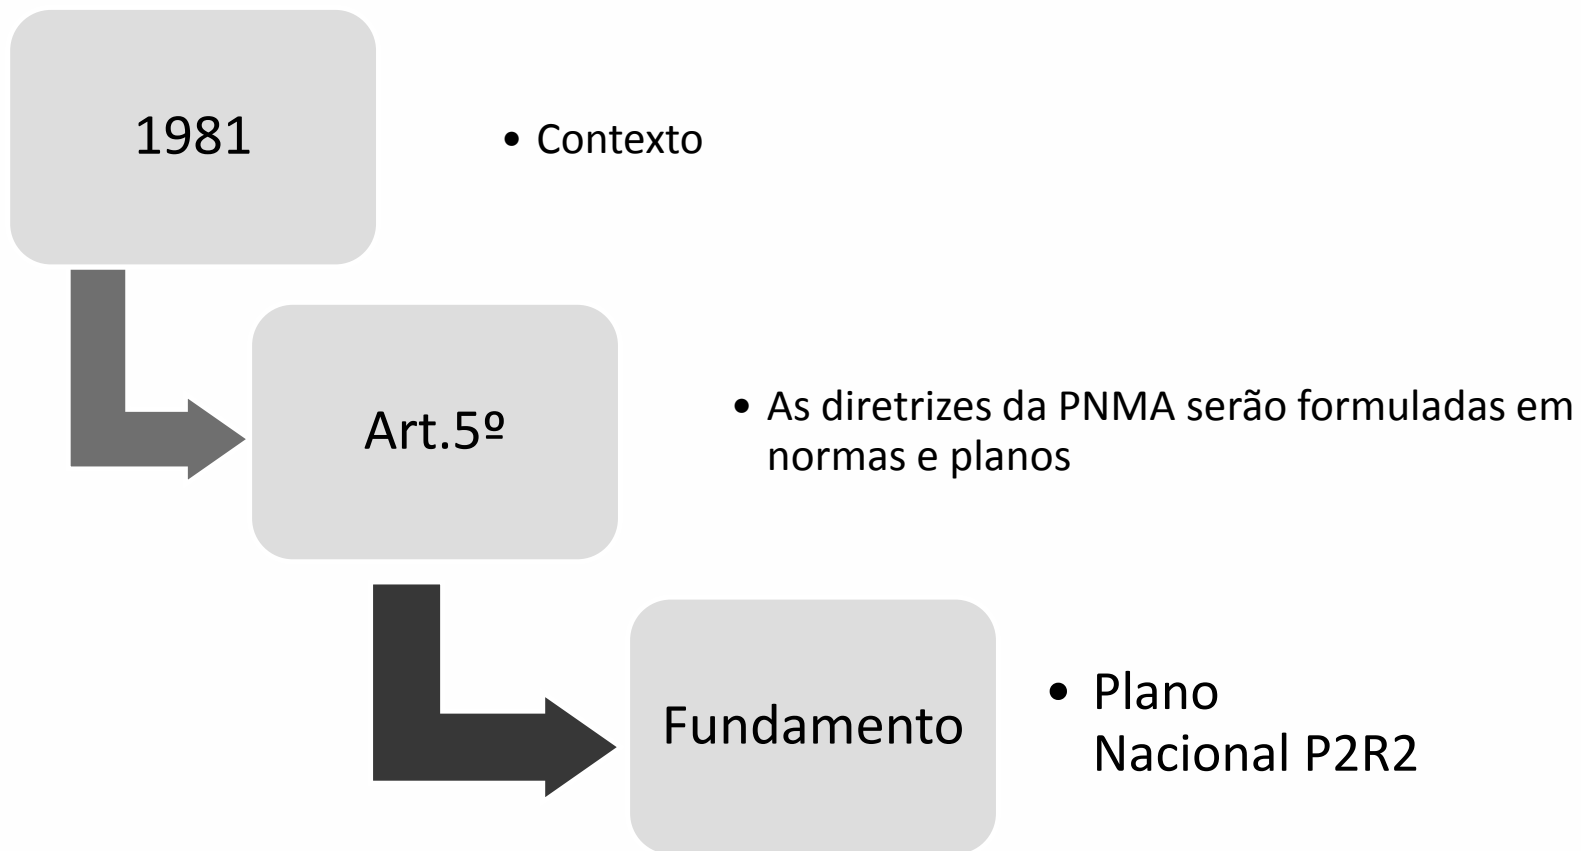 1981
• Contexto
Art.5º
• As diretrizes da PNMA serão formuladas em
normas e planos
Fundamento
• Plano
Nacional P2R2